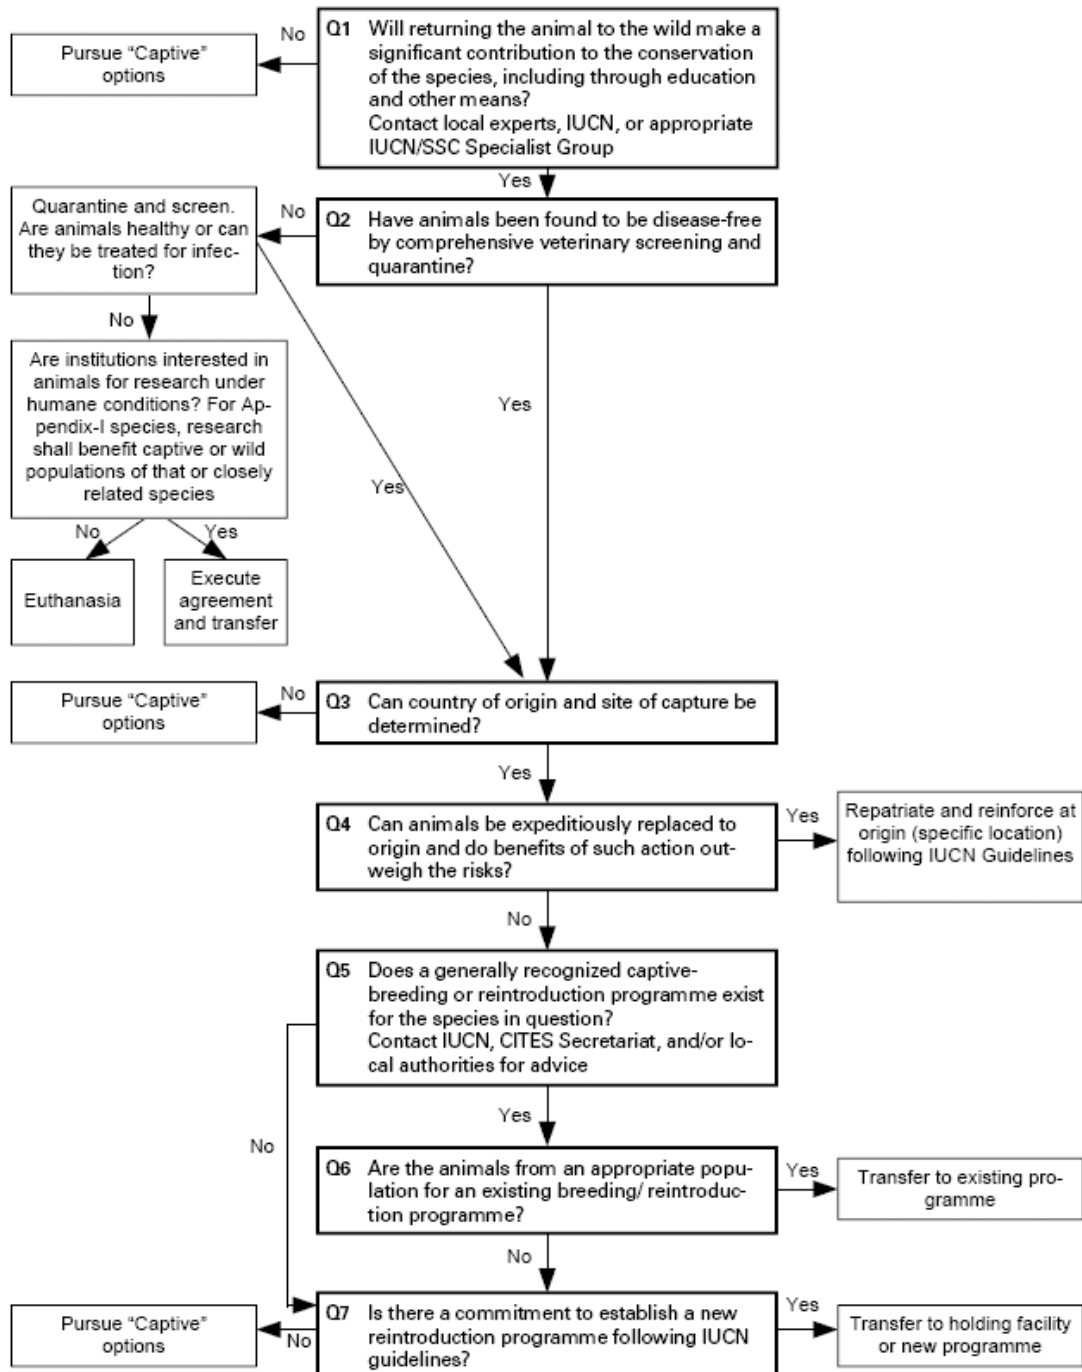 No
Q1 Will returning the animal to the wild make a
significant contribution to the conservation
of the species, including through education
and other means?
Contact local experts, IUCN, or appropriate
IUCN/SSC Specialist Group
Pursue “Captive”
options
Yes
Quarantine and screen.
Are animals healthy or can
they be treated for infec-
tion?
No
Q2 Have animals been found to be disease-free
by comprehensive veterinary screening and
quarantine?
No
Are institutions interested in
animals for research under
humane conditions? For Ap-
pendix-I species, research
shall benefit captive or wild
populations of that or closely
related species
Yes
Yes
No
Yes
Euthanasia
Execute
agreement
and transfer
Pursue “Captive”
options
No
Q3 Can country of origin and site of capture be
determined?
Yes
Q4 Can animals be expeditiously replaced to
origin and do benefits of such action out-
weigh the risks?
Yes
Repatriate and reinforce at
origin (specific location)
following IUCN Guidelines
No
Q5 Does a generally recognized captive-
breeding or reintroduction programme exist
for the species in question?
Contact IUCN, CITES Secretariat, and/or lo-
cal authorities for advice
Yes
No
Q6 Are the animals from an appropriate popu-
lation for an existing breeding/ reintroduc-
tion programme?
Yes
Transfer to existing pro-
gramme
No
Pursue “Captive”
options
No
Q7 Is there a commitment to establish a new
reintroduction programme following IUCN
guidelines?
Yes
Transfer to holding facility
or new programme